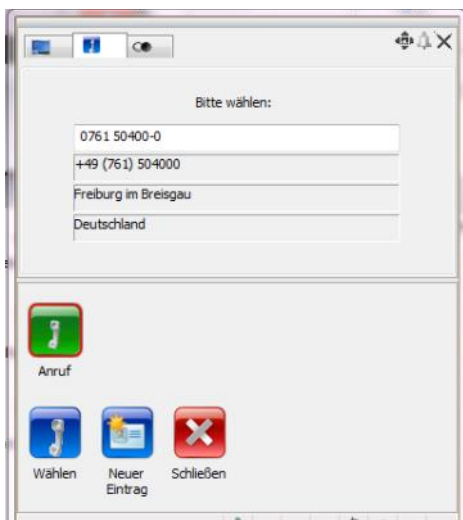 Bitte wählen:
0761 50400-0
+49 (761) 504000
Freiburg im Breisgau
Deutschland
Anruf
Wählen
Neuer
Eintrag
Schließen